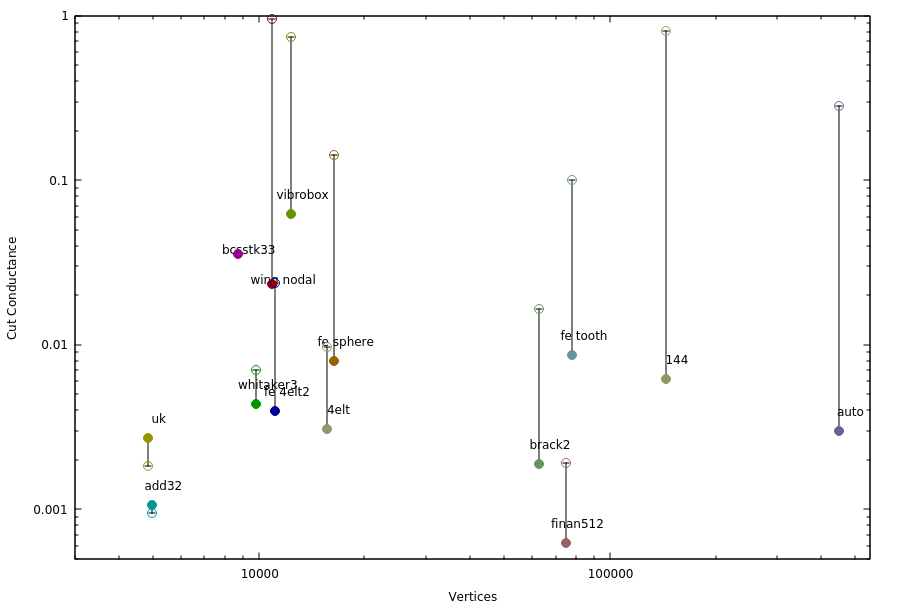 1
vibrobox
0.1
bcsstk33
wing nodal
Cut Conductance
0.01
fe sphere
fe tooth
144
whitaker3
fe 4elt2
uk
4elt
auto
brack2
add32
0.001
finan512
10000
100000
Vertices